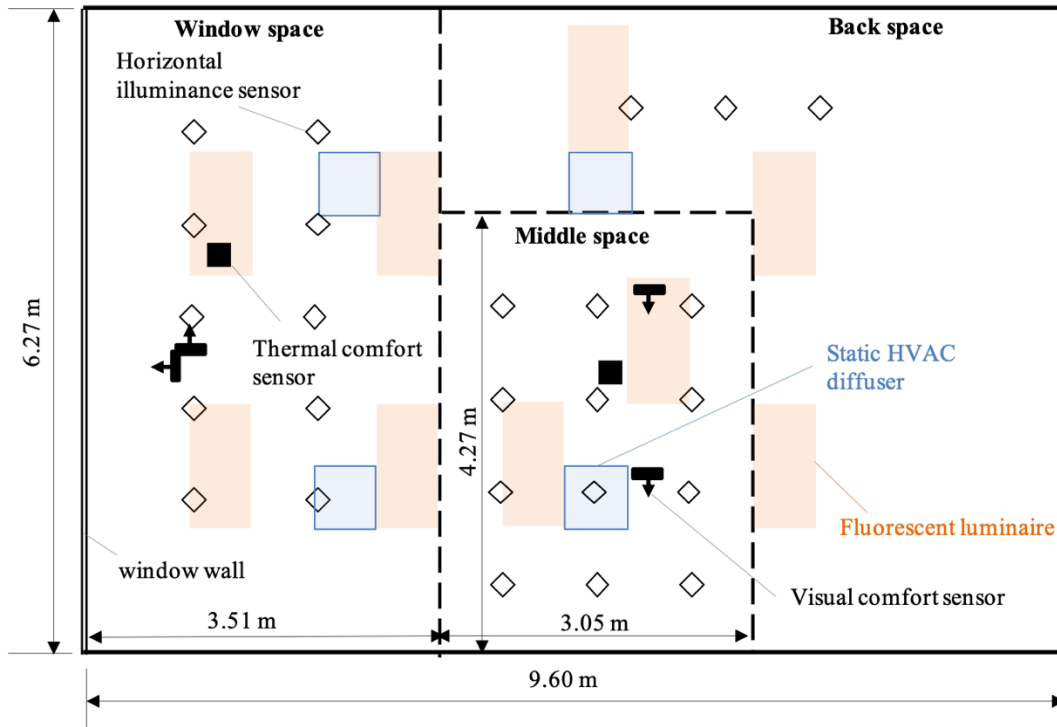 Window space
Back space
Horizontal
illuminance sensor
Middle space
6.27 m
Thermal comfort
sensor
Static HVAC
diffuser
4.27 m
Fluorescent luminaire
window wall
Visual comfort sensor
3.51 m
3.05 m
9.60 m